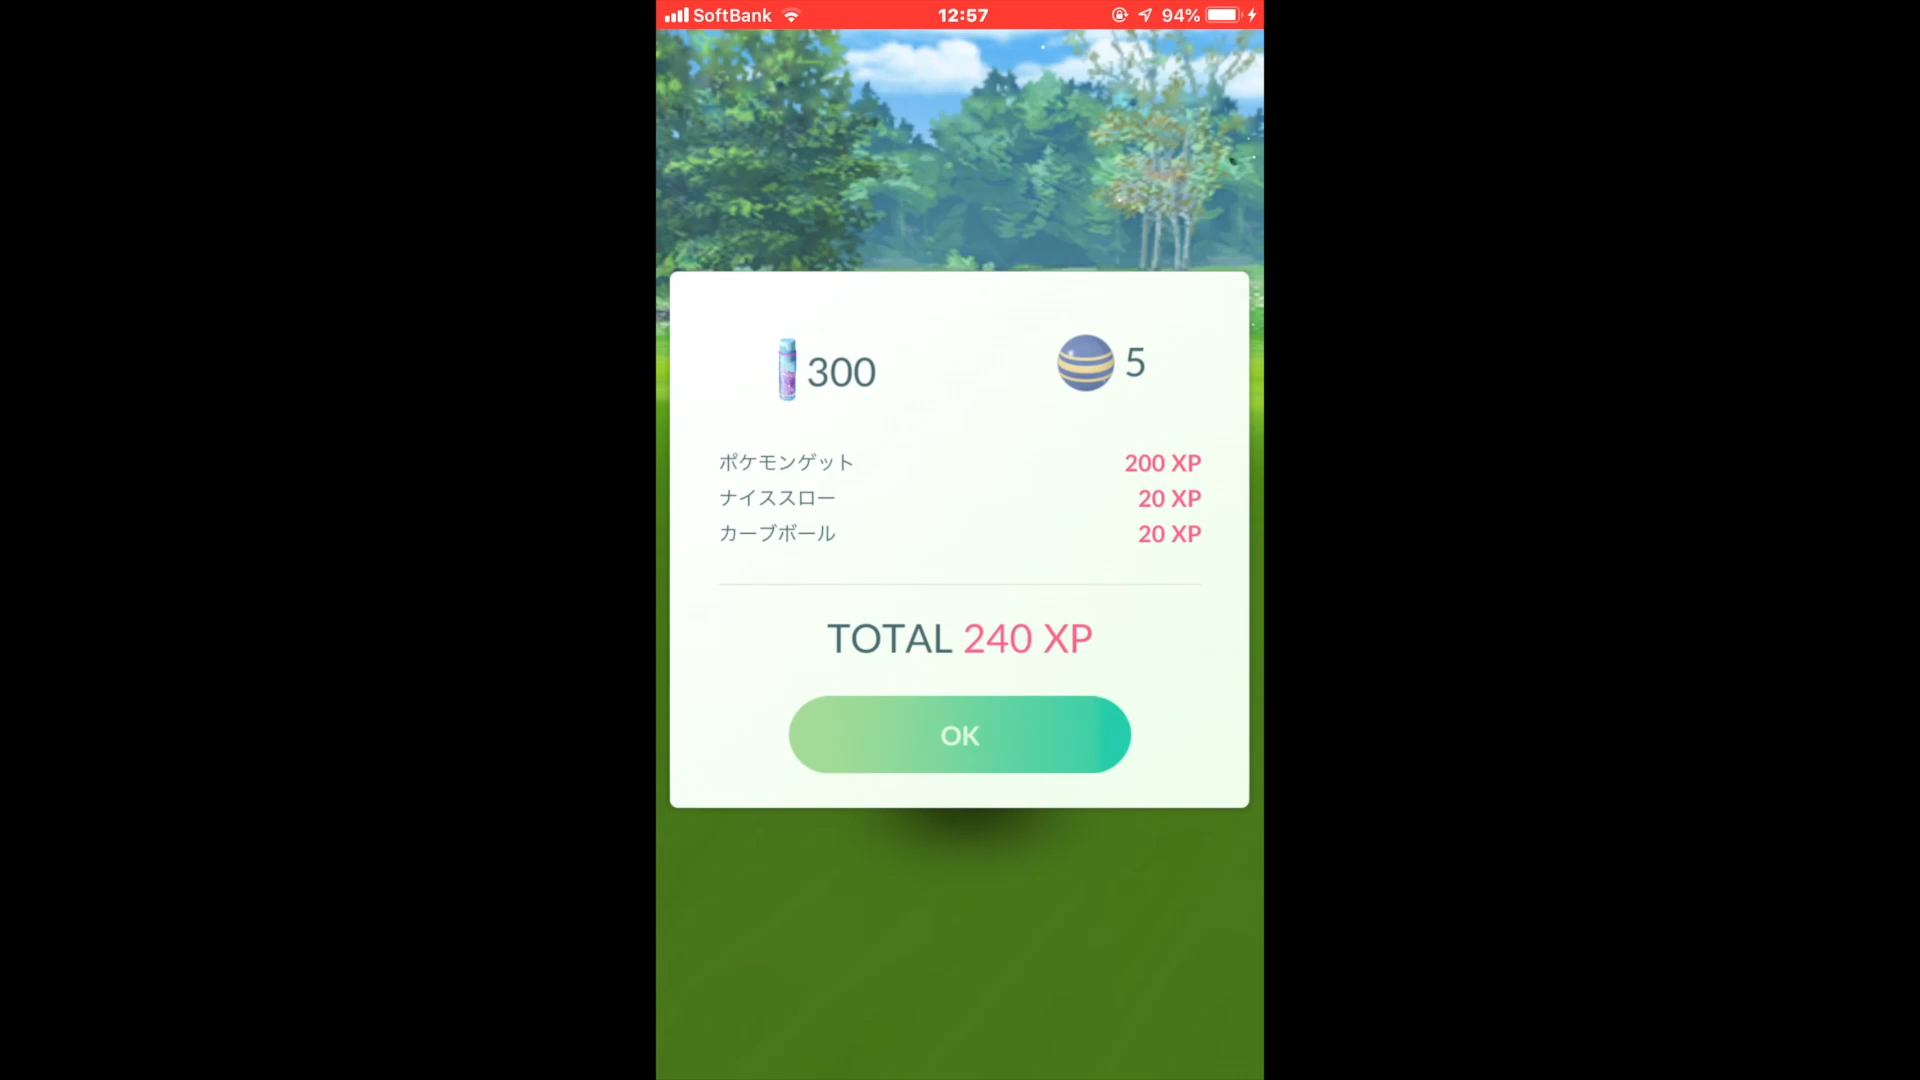 SoftBank 12:57 94%
300 5
ポケモンゲット 200 XP
ナイススロー 20 XP
カーブボール 20 XP
TOTAL 240 XP
OK